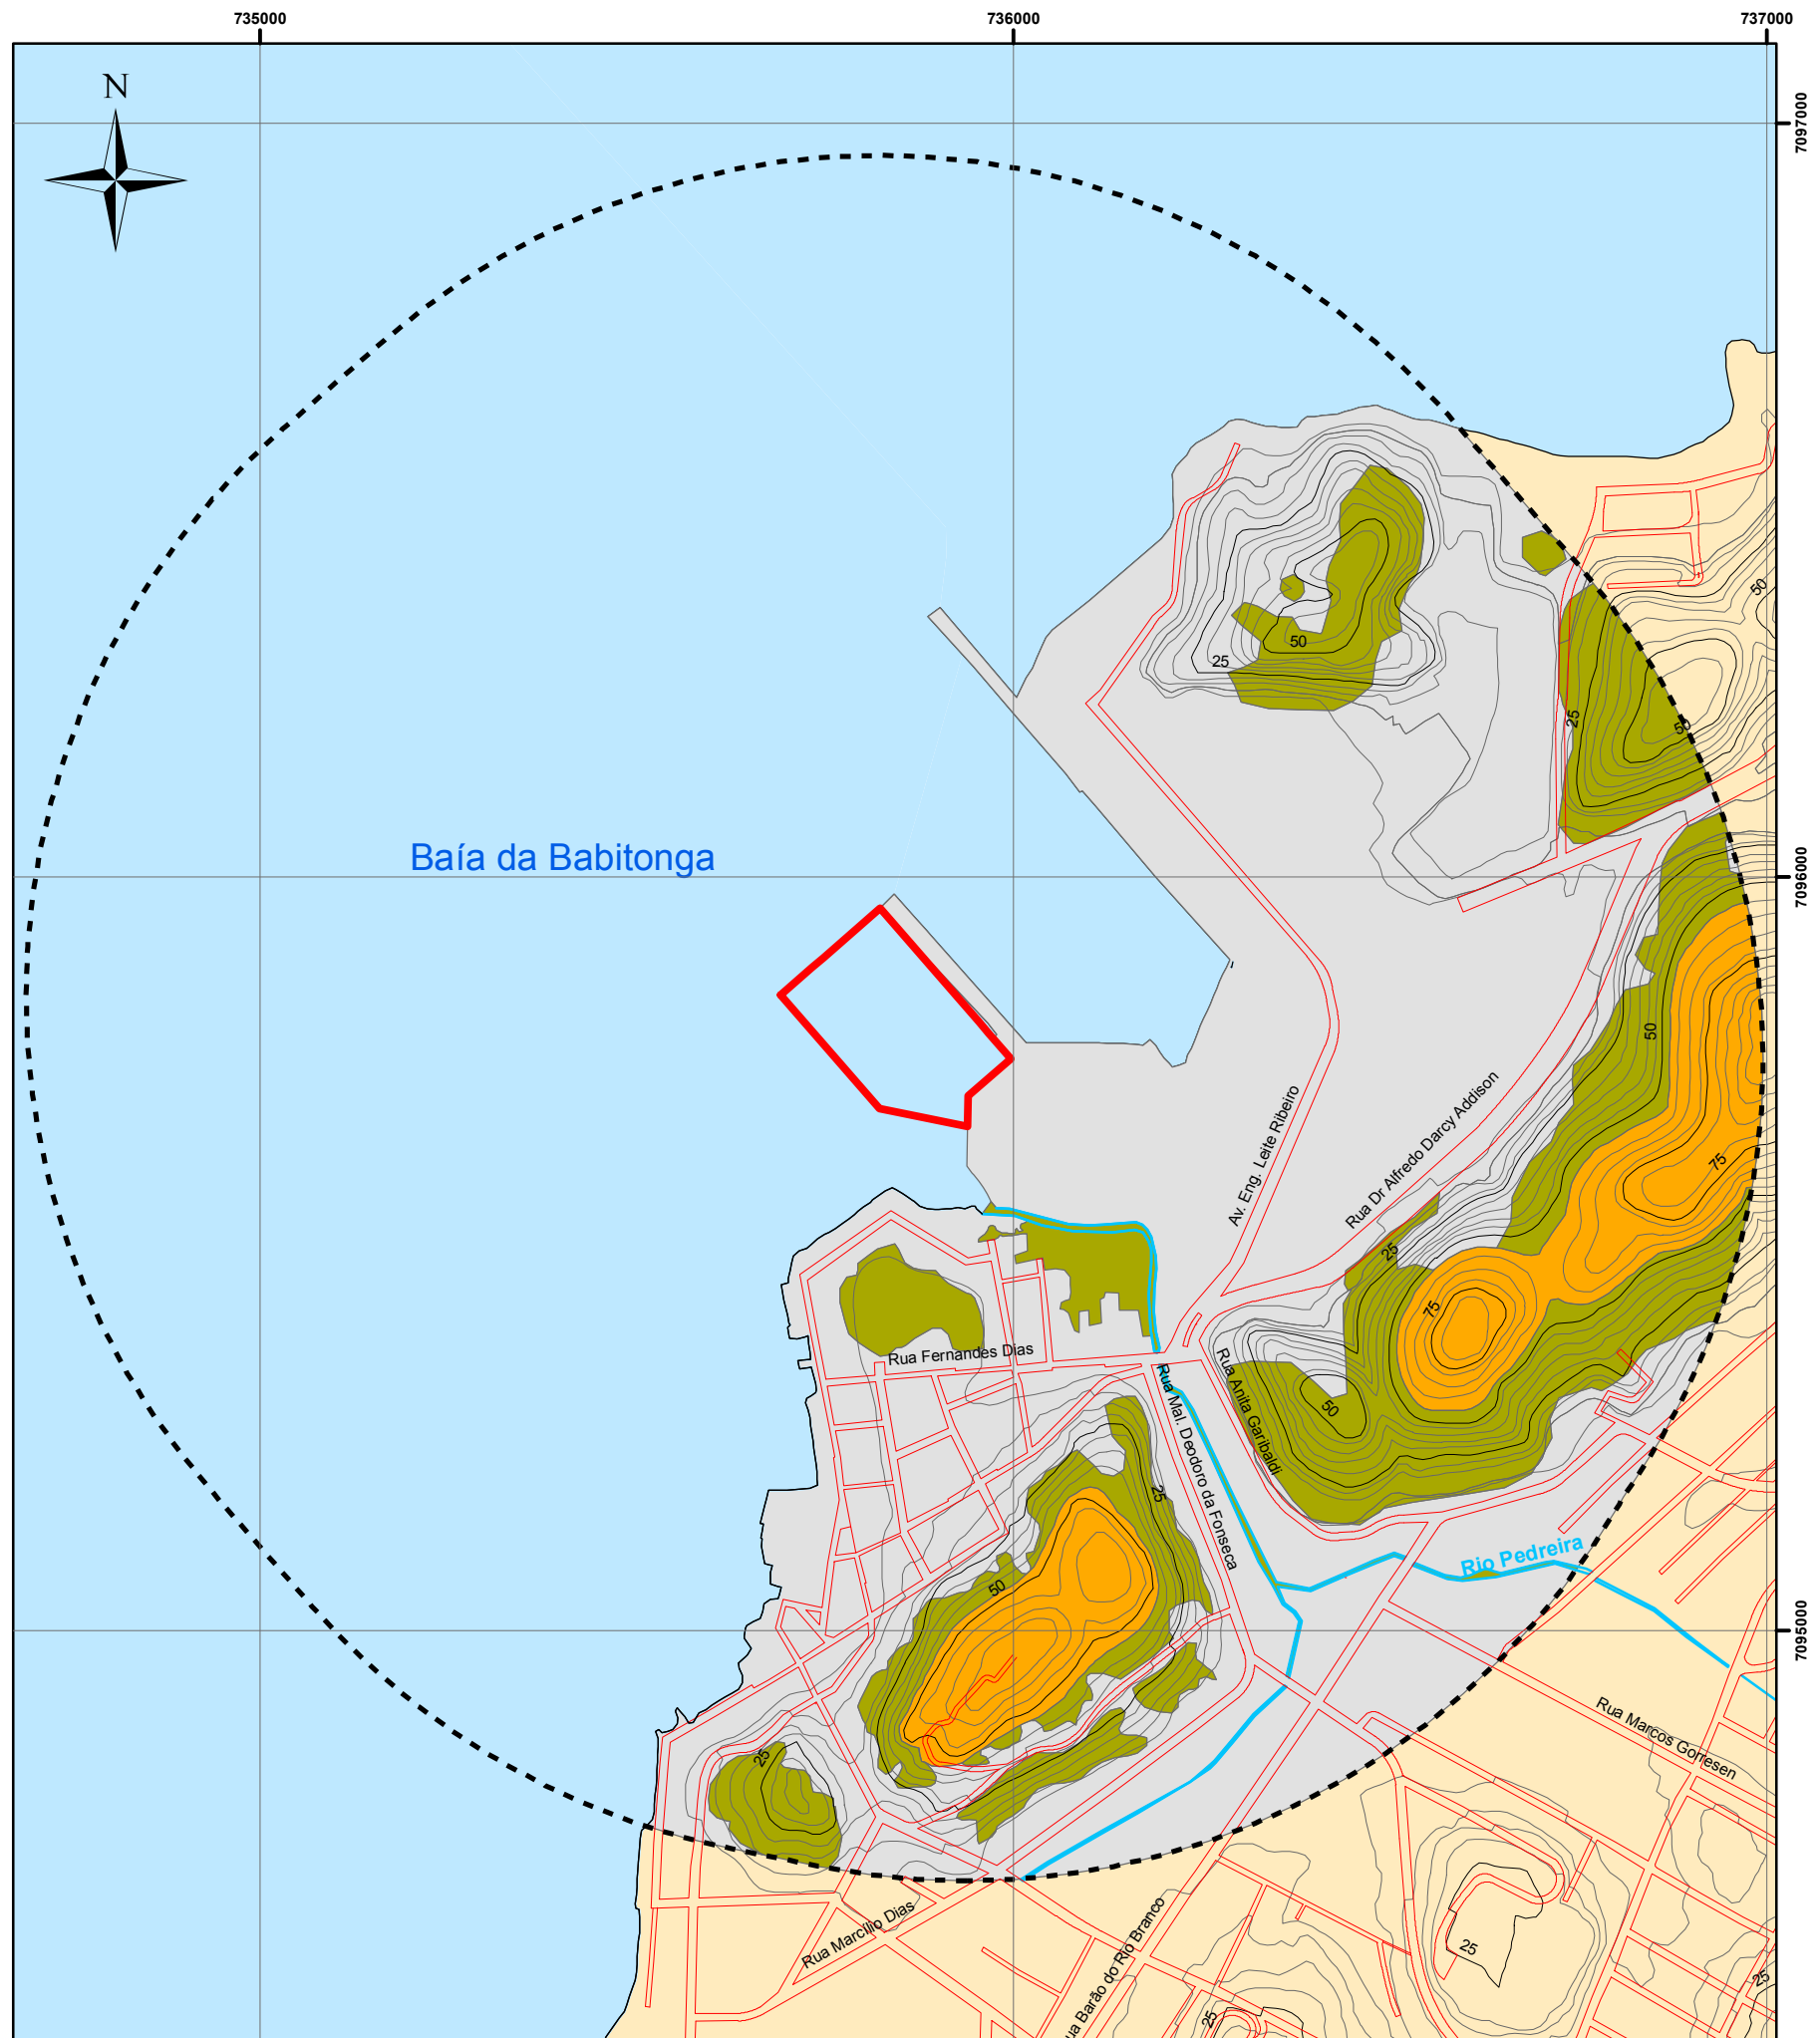 735000
736000
737000
N
7097000
50
50
25
25
50
Baía da Babitonga
7096000
50
Av. Eng. Leite Ribeiro
Rua Dr Alfredo Darcy Addison
75
25
75
Rua Fernandes Dias
Rua Anita Garibaldi
50
Rua Mal. Deodoro da Fonseca
25
Rio Pedreira
50
7095000
Rua Marcos Gorresen
25
Rua Marcílio Dias
ua Barão do Rio Branco
25
25
25